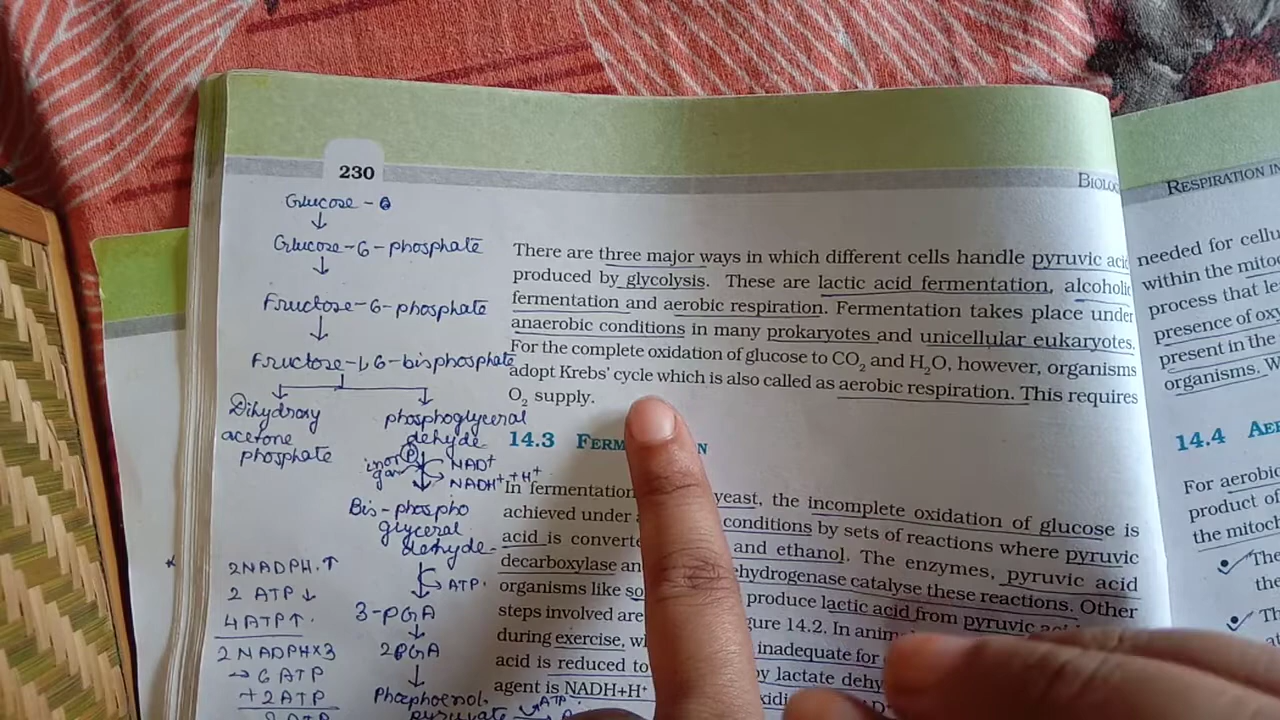 230
BIOLOG
Glucose -
↓
Glucose-6-phosphate
↓
Fructose-6-phosphate
↓
Fructose-1,6-bisphosphate
Dihydroxy
acetone
phosphate
phosphoglyceral
dehyde
P
NAD⁺
NADH⁺+H⁺
Bis-phospho
glyceral
dehyde
ATP
3-PGA
↓
2PGA
↓
Phosphoenol
pyruvate
ATP
2NADPH.↑
2 ATP ↓
4ATP↑.
2NADPHX3
→ 6 ATP
+2ATP
There are three major ways in which different cells handle pyruvic acid
produced by glycolysis. These are lactic acid fermentation, alcoholic
fermentation and aerobic respiration. Fermentation takes place under
anaerobic conditions in many prokaryotes and unicellular eukaryotes.
For the complete oxidation of glucose to CO₂ and H₂O, however, organisms
adopt Krebs' cycle which is also called as aerobic respiration. This requires
O₂ supply.
14.3 FERM N
In fermentation yeast, the incomplete oxidation of glucose is
achieved under conditions by sets of reactions where pyruvic
acid is converte and ethanol. The enzymes, pyruvic acid
decarboxylase an ehydrogenase catalyse these reactions. Other
organisms like so produce lactic acid from pyruvic
steps involved are gure 14.2. In anim
during exercise, w inadequate for
acid is reduced to by lactate dehy
agent is NADH+H⁺ xidi
RESPIRATION IN
needed for cellu
within the mito
process that le
presence of oxy
present in the
organisms. W
14.4 AE
For aerobic
product of
the mitoch
The
the
Th